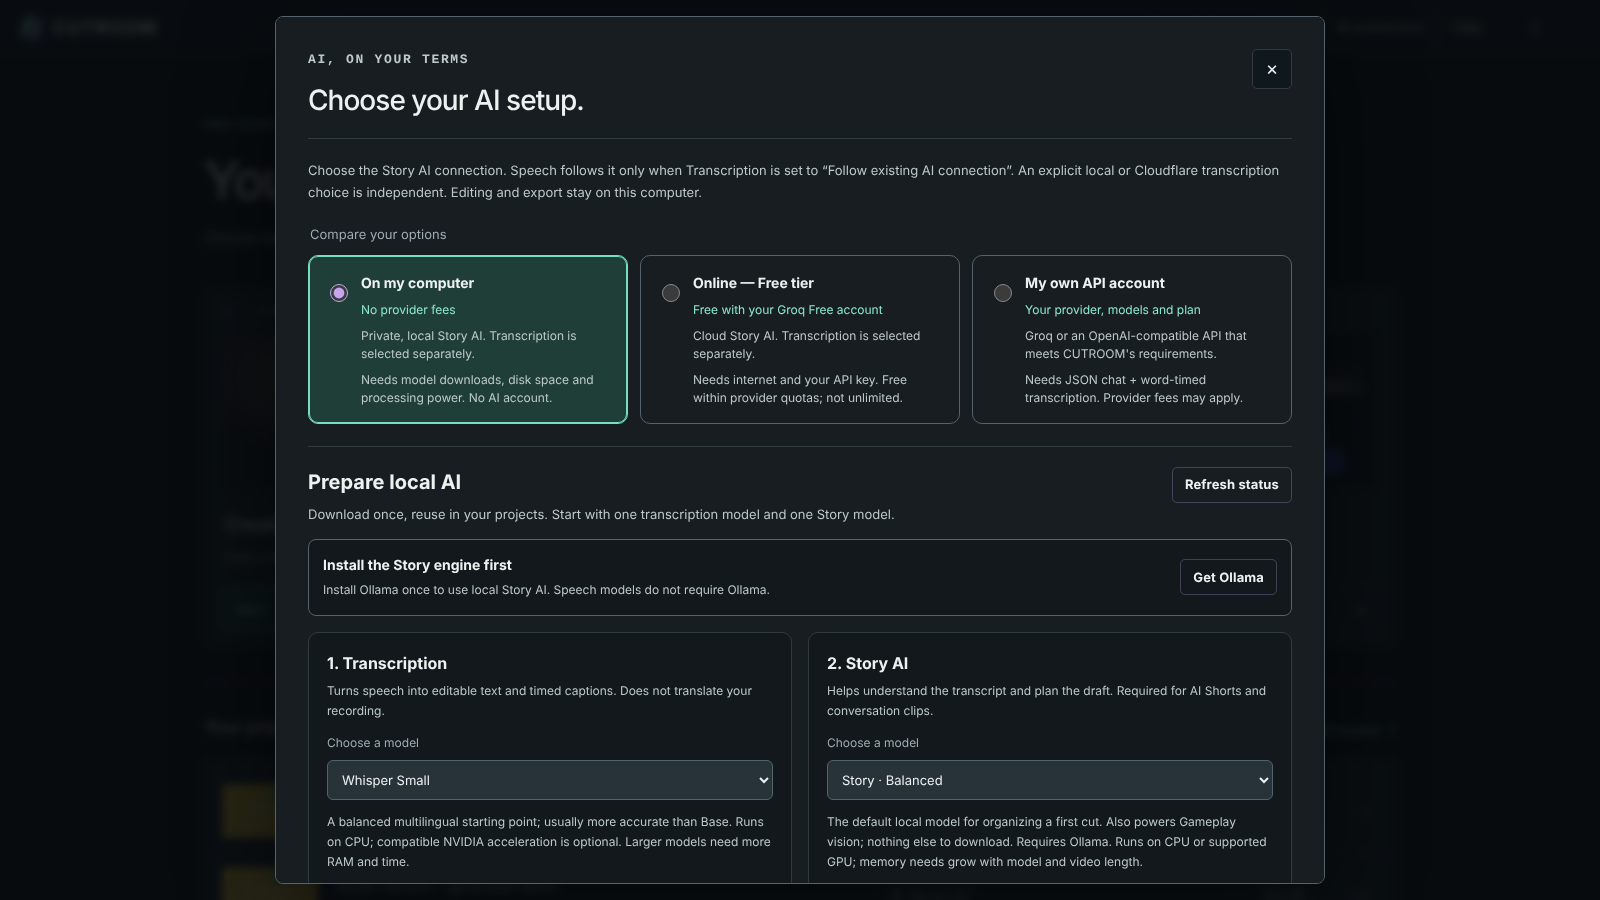 CUTROOM
AI, ON YOUR TERMS
×
Choose your AI setup.
Choose the Story AI connection. Speech follows it only when Transcription is set to “Follow existing AI connection”. An explicit local or Cloudflare transcription
choice is independent. Editing and export stay on this computer.
Compare your options
On my computer
No provider fees
Private, local Story AI. Transcription is
selected separately.
Needs model downloads, disk space and
processing power. No AI account.
Online — Free tier
Free with your Groq Free account
Cloud Story AI. Transcription is selected
separately.
Needs internet and your API key. Free
within provider quotas; not unlimited.
My own API account
Your provider, models and plan
Groq or an OpenAI-compatible API that
meets CUTROOM's requirements.
Needs JSON chat + word-timed
transcription. Provider fees may apply.
Prepare local AI
Refresh status
Download once, reuse in your projects. Start with one transcription model and one Story model.
Install the Story engine first
Install Ollama once to use local Story AI. Speech models do not require Ollama.
Get Ollama
1. Transcription
Turns speech into editable text and timed captions. Does not translate your
recording.
Choose a model
Whisper Small
A balanced multilingual starting point; usually more accurate than Base. Runs
on CPU; compatible NVIDIA acceleration is optional. Larger models need more
RAM and time.
2. Story AI
Helps understand the transcript and plan the draft. Required for AI Shorts and
conversation clips.
Choose a model
Story · Balanced
The default local model for organizing a first cut. Also powers Gameplay
vision; nothing else to download. Requires Ollama. Runs on CPU or supported
GPU; memory needs grow with model and video length.